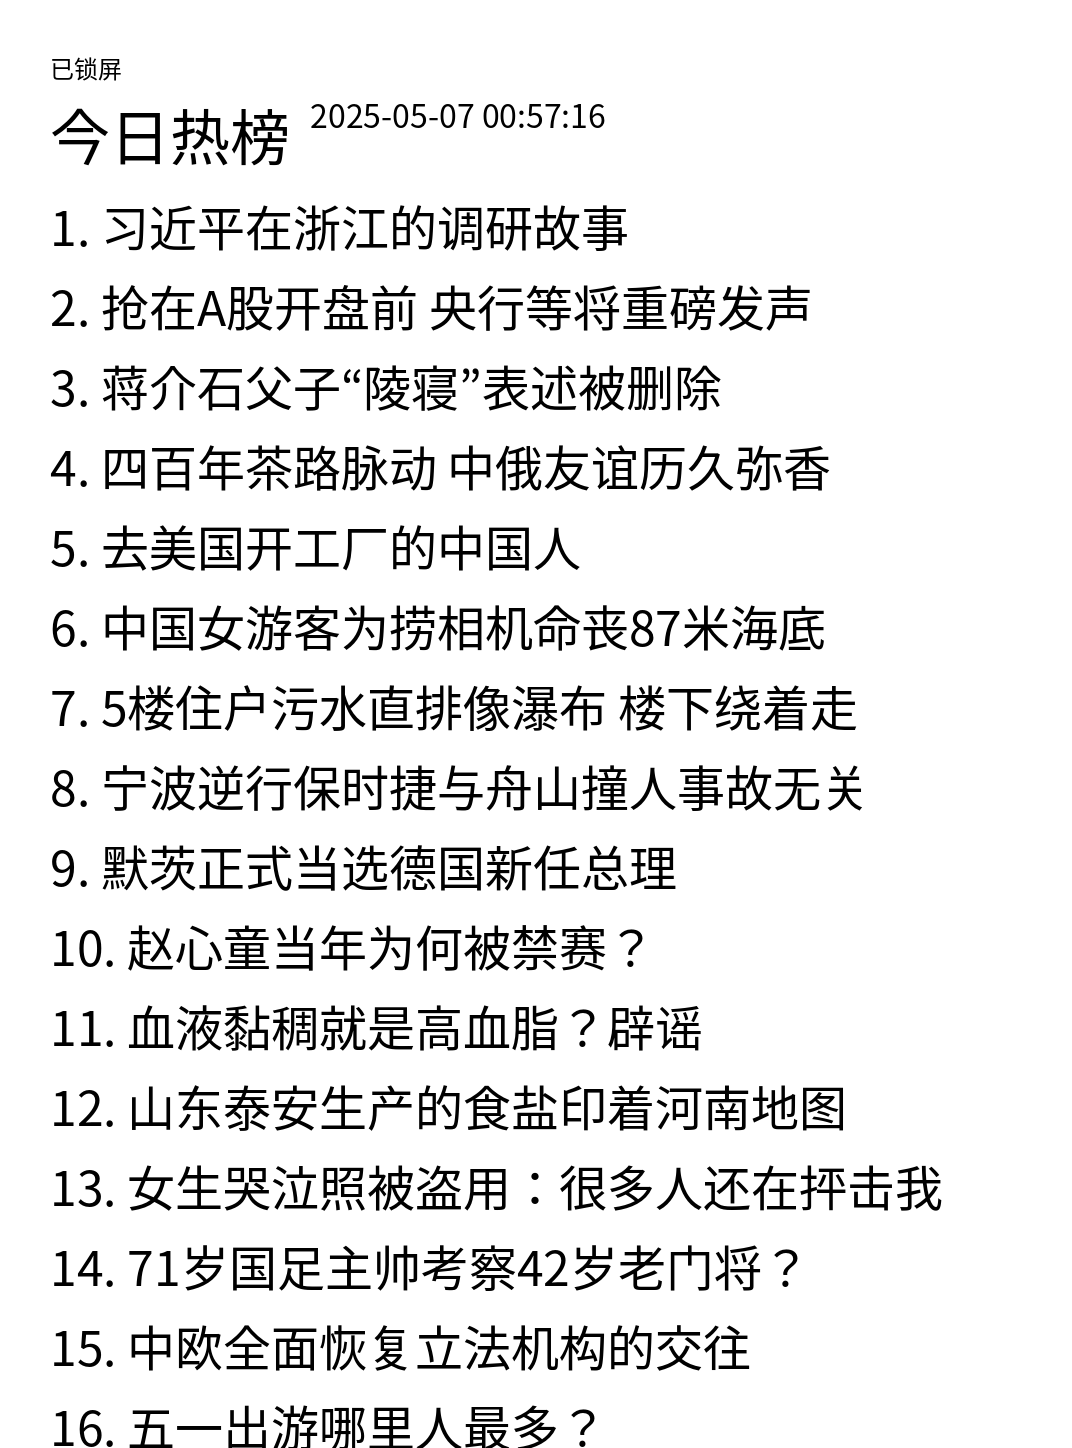 已锁屏
今日热榜 2025-05-07 00:57:16
1. 习近平在浙江的调研故事
2. 抢在A股开盘前 央行等将重磅发声
3. 蒋介石父子“陵寝”表述被删除
4. 四百年茶路脉动 中俄友谊历久弥香
5. 去美国开工厂的中国人
6. 中国女游客为捞相机命丧87米海底
7. 5楼住户污水直排像瀑布 楼下绕着走
8. 宁波逆行保时捷与舟山撞人事故无关
9. 默茨正式当选德国新任总理
10. 赵心童当年为何被禁赛？
11. 血液黏稠就是高血脂？辟谣
12. 山东泰安生产的食盐印着河南地图
13. 女生哭泣照被盗用：很多人还在抨击我
14. 71岁国足主帅考察42岁老门将？
15. 中欧全面恢复立法机构的交往
16. 五一出游哪里人最多？